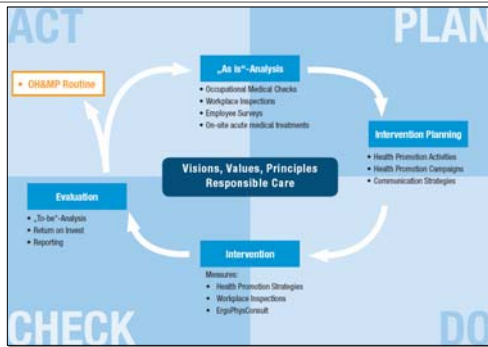 ACT
PLAN
„As is“-Analysis
• Occupational Medical Checks
• Workplace Inspections
• Employee Surveys
• On-site acute medical treatments
• OH&MP Routine
Intervention Planning
• Health Promotion Activities
• Health Promotion Campaigns
• Communication Strategies
Visions, Values, Principles
Responsible Care
Evaluation
• „To-be“-Analysis
• Return on Invest
• Reporting
Intervention
Measures:
• Health Promotion Strategies
• Workplace Inspections
• ErgoPhysConsult
CHECK
DO